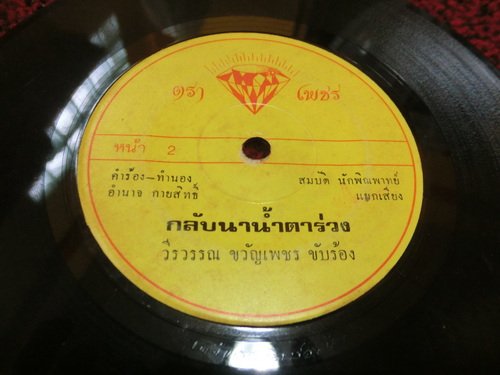 ตรา เพชร
หน้า 2
คำร้อง-ทำนอง
อำนาจ กายสิทธิ์
สมบัติ นักพิณพาทย์
แยกเสียง
กลับนาน้ำตาร่วง
วีรวรรณ ขวัญเพชร ขับร้อง